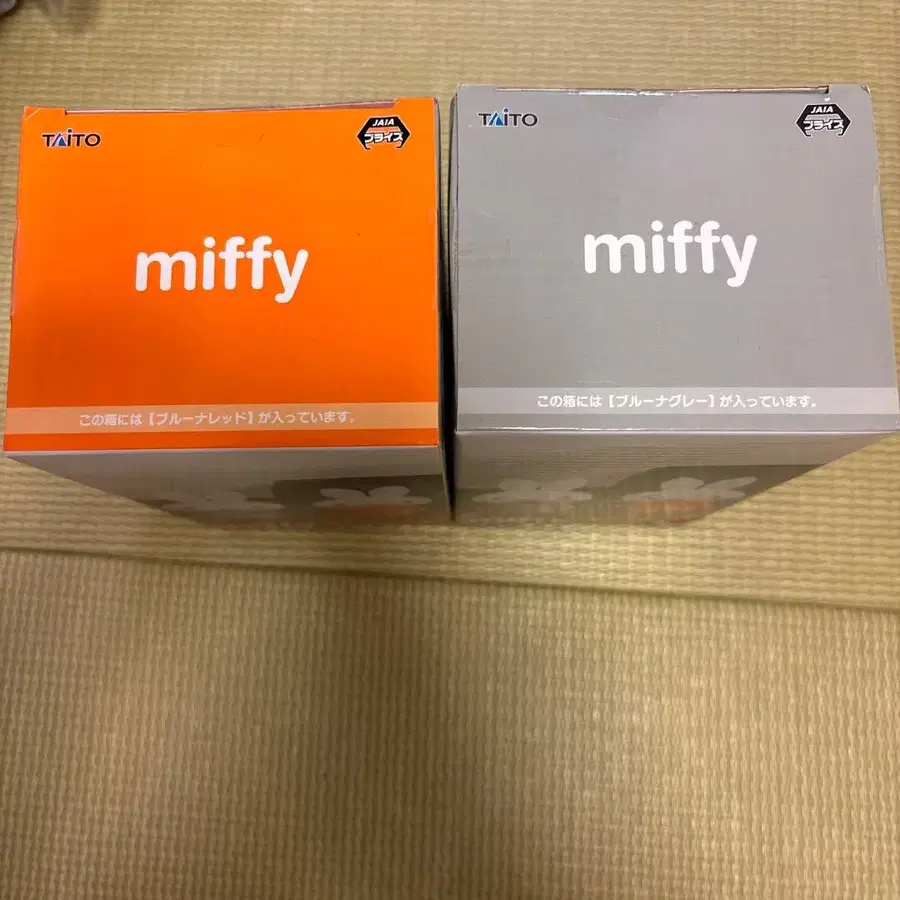 TAITO
JAIA
プライズ
miffy
この箱には【ブルーナレッド】が入っています。
TAITO
JAIA
プライズ
miffy
この箱には【ブルーナグレー】が入っています。